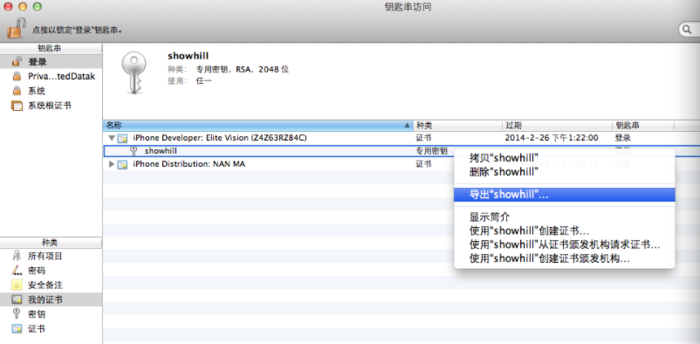 钥匙串访问
点按以锁定“登录”钥匙串。
钥匙串
登录
Priva...tedDatak
系统
系统根证书
showhill
种类： 专用密钥，RSA，2048 位
使用： 任一
名称 种类 过期 钥匙串
iPhone Developer: Elite Vision (Z4Z63RZ84C) 证书 2014-2-26 下午1:22:00 登录
showhill 专用密钥
iPhone Distribution: NAN MA 证书
拷贝“showhill”
删除“showhill”
导出“showhill”...
显示简介
使用“showhill”创建证书...
使用“showhill”从证书颁发机构请求证书...
使用“showhill”创建证书颁发机构...
种类
所有项目
密码
安全备注
我的证书
密钥
证书